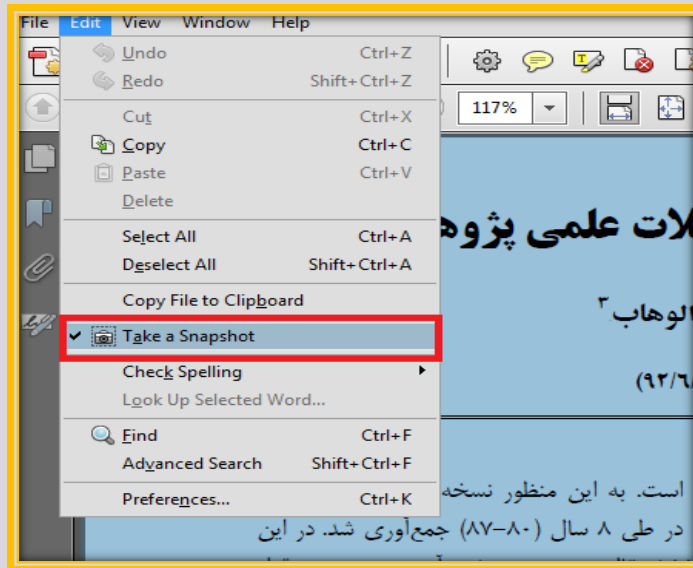 File Edit View Window Help
Undo Ctrl+Z
Redo Shift+Ctrl+Z
Cut Ctrl+X
Copy Ctrl+C
Paste Ctrl+V
Delete
Select All Ctrl+A
Deselect All Shift+Ctrl+A
Copy File to Clipboard
Take a Snapshot
Check Spelling
Look Up Selected Word...
Find Ctrl+F
Advanced Search Shift+Ctrl+F
Preferences... Ctrl+K
117%
لات علمی پژوه
الوهاب ۳
است. به این منظور نسخه
در طی ۸ سال (۸۰-۸۷) جمع‌آوری شد. در این